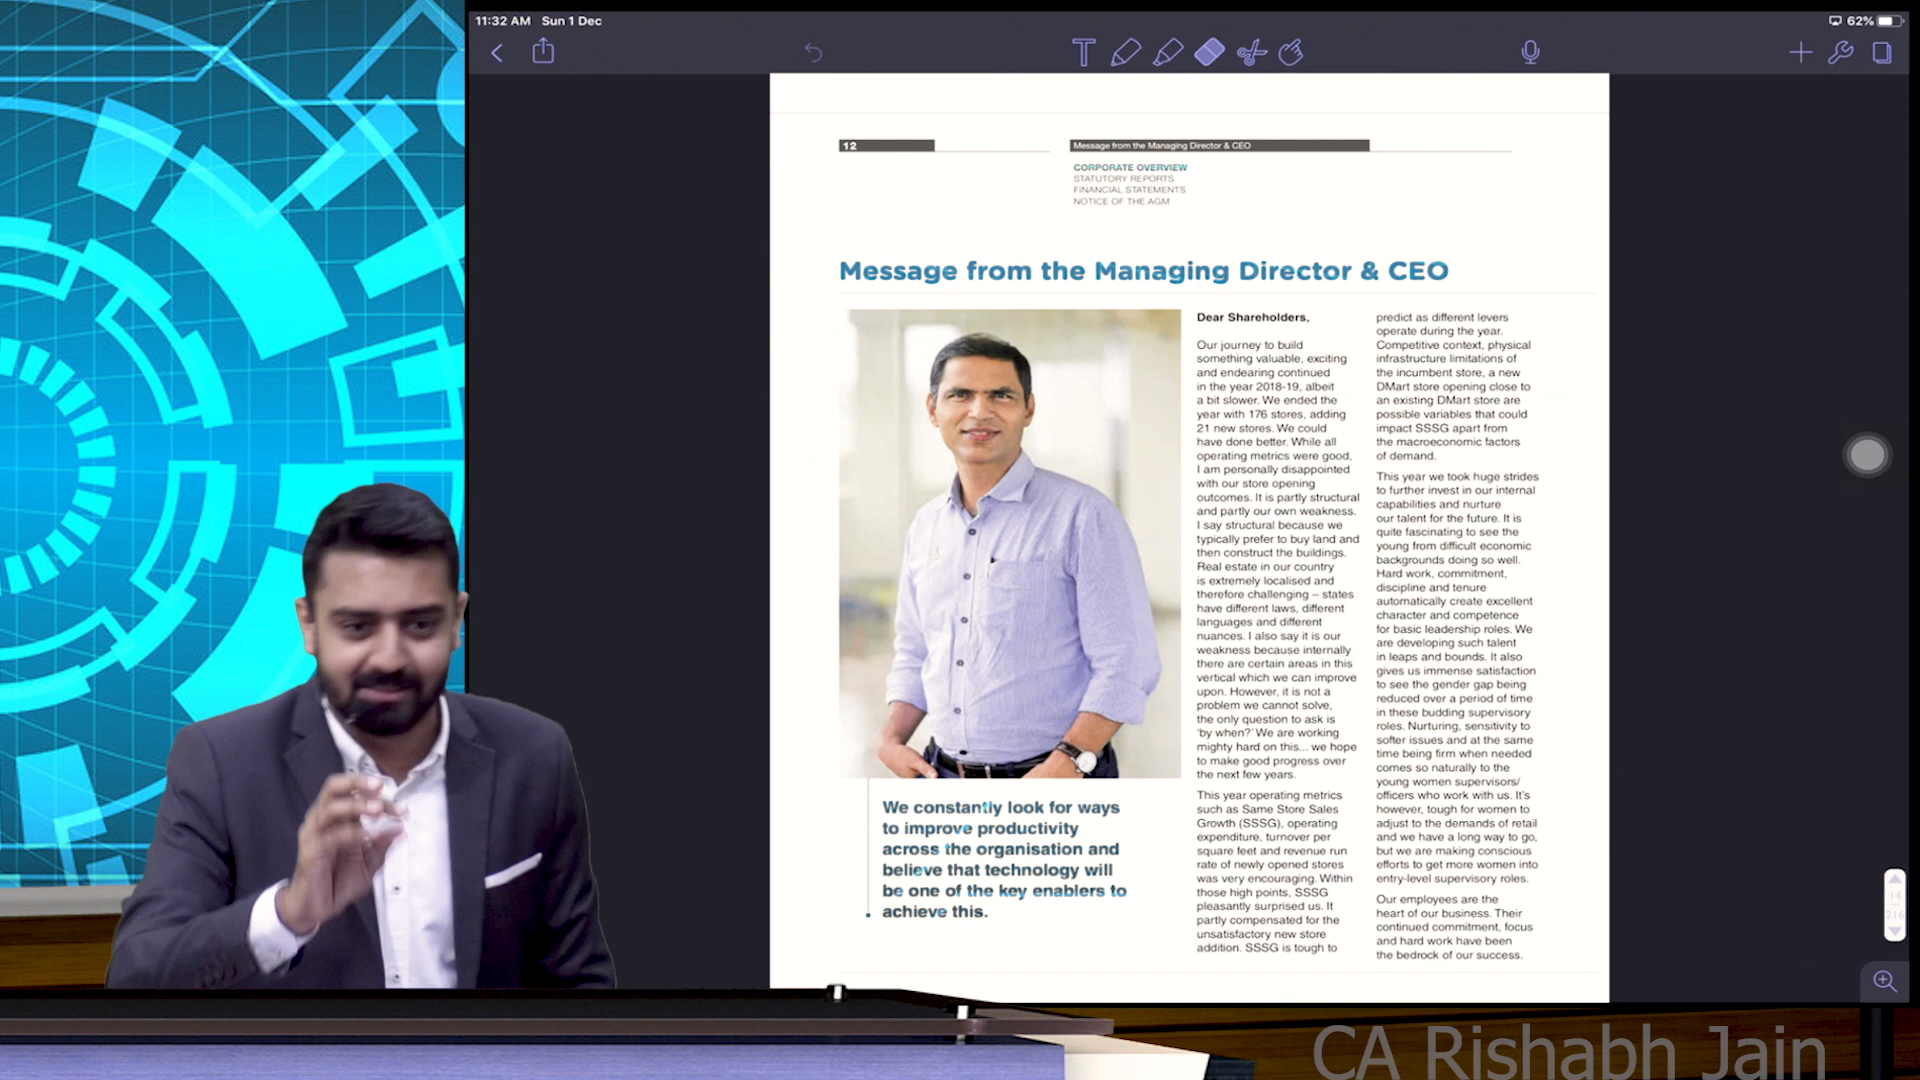 11:32 AM Sun 1 Dec
62%
12
Message from the Managing Director & CEO
CORPORATE OVERVIEW
STATUTORY REPORTS
FINANCIAL STATEMENTS
NOTICE OF THE AGM
Message from the Managing Director & CEO
Dear Shareholders,
Our journey to build
something valuable, exciting
and endearing continued
in the year 2018-19, albeit
a bit slower. We ended the
year with 176 stores, adding
21 new stores. We could
have done better. While all
operating metrics were good,
I am personally disappointed
with our store opening
outcomes. It is partly structural
and partly our own weakness.
I say structural because we
typically prefer to buy land and
then construct the buildings.
Real estate in our country
is extremely localised and
therefore challenging – states
have different laws, different
languages and different
nuances. I also say it is our
weakness because internally
there are certain areas in this
vertical which we can improve
upon. However, it is not a
problem we cannot solve,
the only question to ask is
‘by when?’ We are working
mighty hard on this... we hope
to make good progress over
the next few years.
This year operating metrics
such as Same Store Sales
Growth (SSSG), operating
expenditure, turnover per
square feet and revenue run
rate of newly opened stores
was very encouraging. Within
those high points, SSSG
pleasantly surprised us. It
partly compensated for the
unsatisfactory new store
addition. SSSG is tough to
predict as different levers
operate during the year.
Competitive context, physical
infrastructure limitations of
the incumbent store, a new
DMart store opening close to
an existing DMart store are
possible variables that could
impact SSSG apart from
the macroeconomic factors
of demand.
This year we took huge strides
to further invest in our internal
capabilities and nurture
our talent for the future. It is
quite fascinating to see the
young from difficult economic
backgrounds doing so well.
Hard work, commitment,
discipline and tenure
automatically create excellent
character and competence
for basic leadership roles. We
are developing such talent
in leaps and bounds. It also
gives us immense satisfaction
to see the gender gap being
reduced over a period of time
in these budding supervisory
roles. Nurturing, sensitivity to
softer issues and at the same
time being firm when needed
comes so naturally to the
young women supervisors/
officers who work with us. It's
however, tough for women to
adjust to the demands of retail
and we have a long way to go,
but we are making conscious
efforts to get more women into
entry-level supervisory roles.
Our employees are the
heart of our business. Their
continued commitment, focus
and hard work have been
the bedrock of our success.
We constantly look for ways
to improve productivity
across the organisation and
believe that technology will
be one of the key enablers to
achieve this.
14
216
CA Rishabh Jain